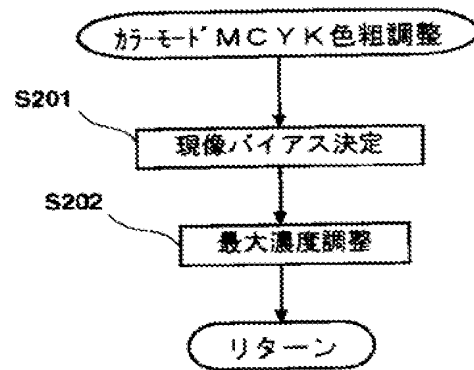 カラーモードMCYK色粗調整
S201
現像バイアス決定
S202
最大濃度調整
リターン